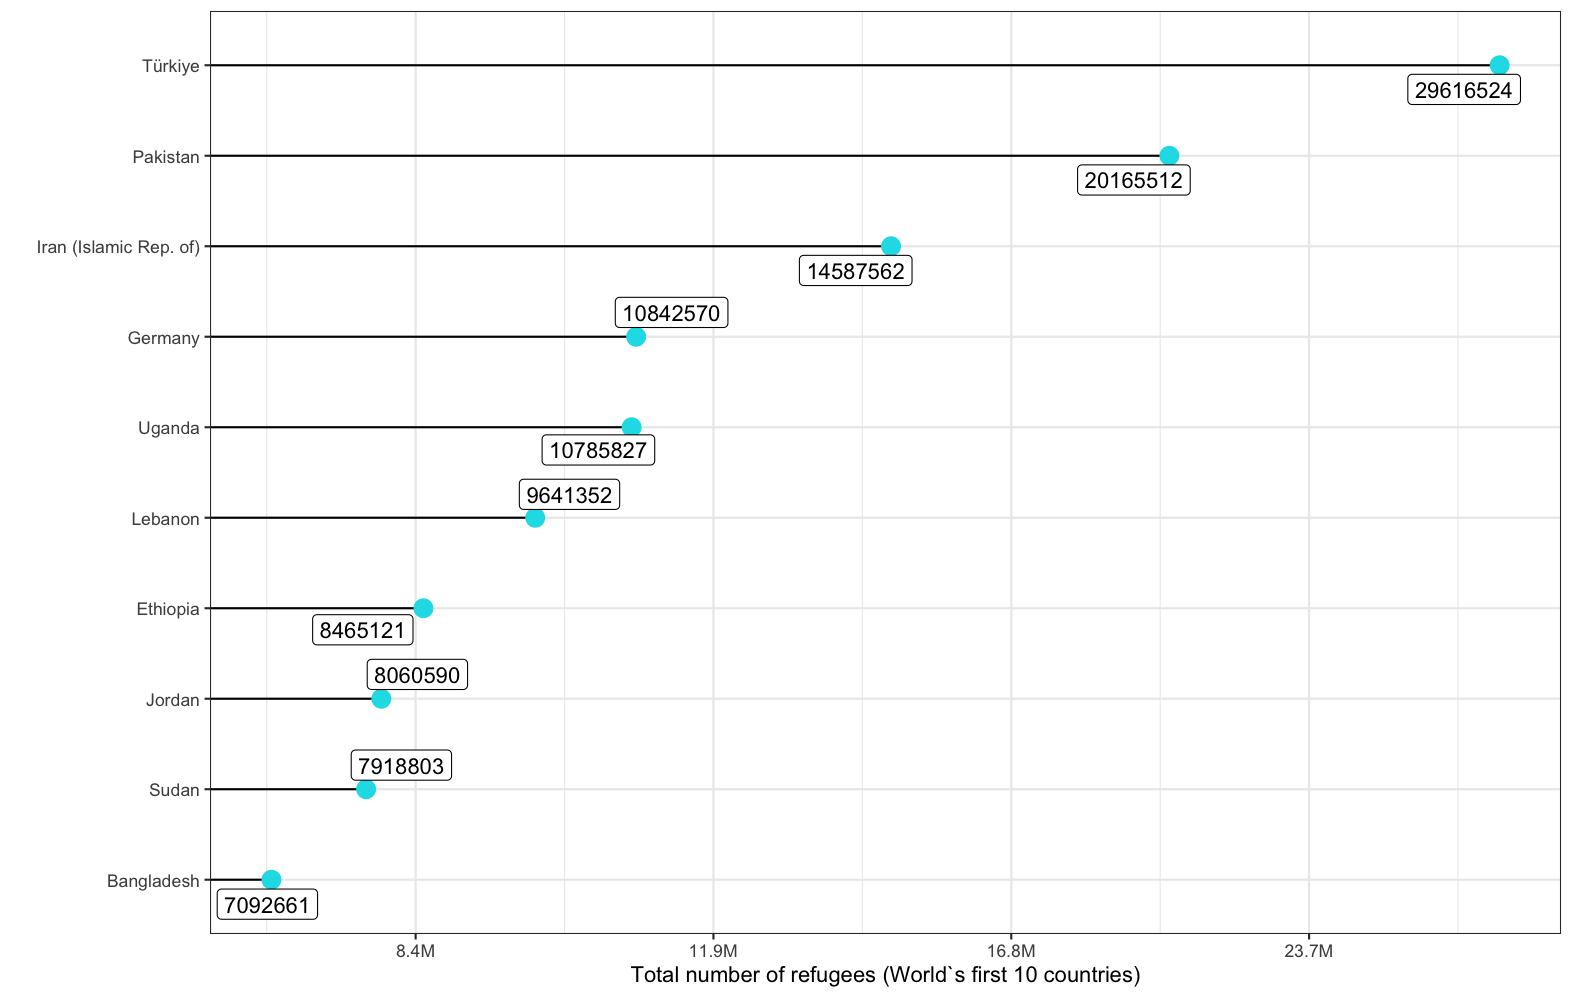 Türkiye
29616524
Pakistan
20165512
Iran (Islamic Rep. of)
14587562
10842570
Germany
Uganda
10785827
9641352
Lebanon
Ethiopia
8465121
8060590
Jordan
7918803
Sudan
Bangladesh
7092661
8.4M 11.9M 16.8M 23.7M
Total number of refugees (World`s first 10 countries)